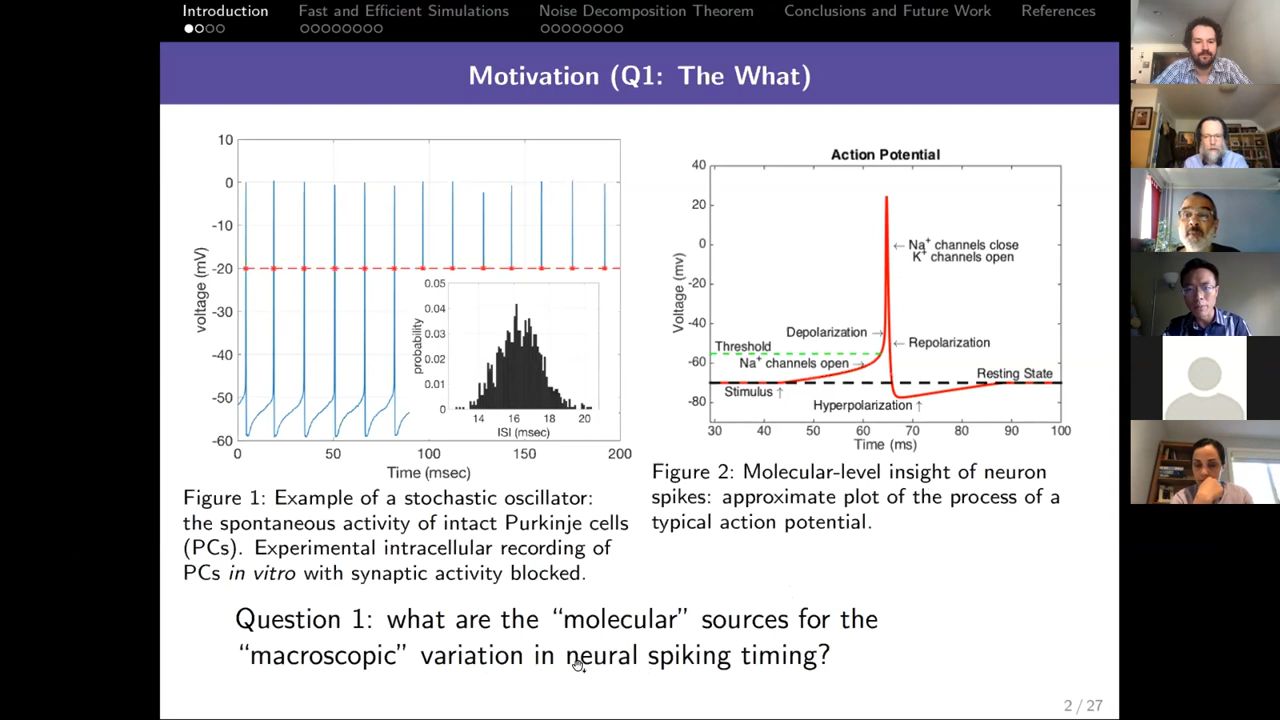 Introduction
Fast and Efficient Simulations
Noise Decomposition Theorem
Conclusions and Future Work
References
Motivation (Q1: The What)
10
0
-10
-20
-30
-40
-50
-60
voltage (mV)
0
50
100
150
200
Time (msec)
0.05
0.04
0.03
0.02
0.01
0
probability
14
16
18
20
ISI (msec)
Figure 1: Example of a stochastic oscillator:
the spontaneous activity of intact Purkinje cells
(PCs). Experimental intracellular recording of
PCs in vitro with synaptic activity blocked.
Action Potential
40
20
0
-20
-40
-60
-80
Voltage (mv)
← Na⁺ channels close
K⁺ channels open
Depolarization →
← Repolarization
Threshold
Na⁺ channels open →
Resting State
Stimulus ↑
Hyperpolarization ↑
30
40
50
60
70
80
90
100
Time (ms)
Figure 2: Molecular-level insight of neuron
spikes: approximate plot of the process of a
typical action potential.
Question 1: what are the “molecular” sources for the
“macroscopic” variation in neural spiking timing?
2 / 27